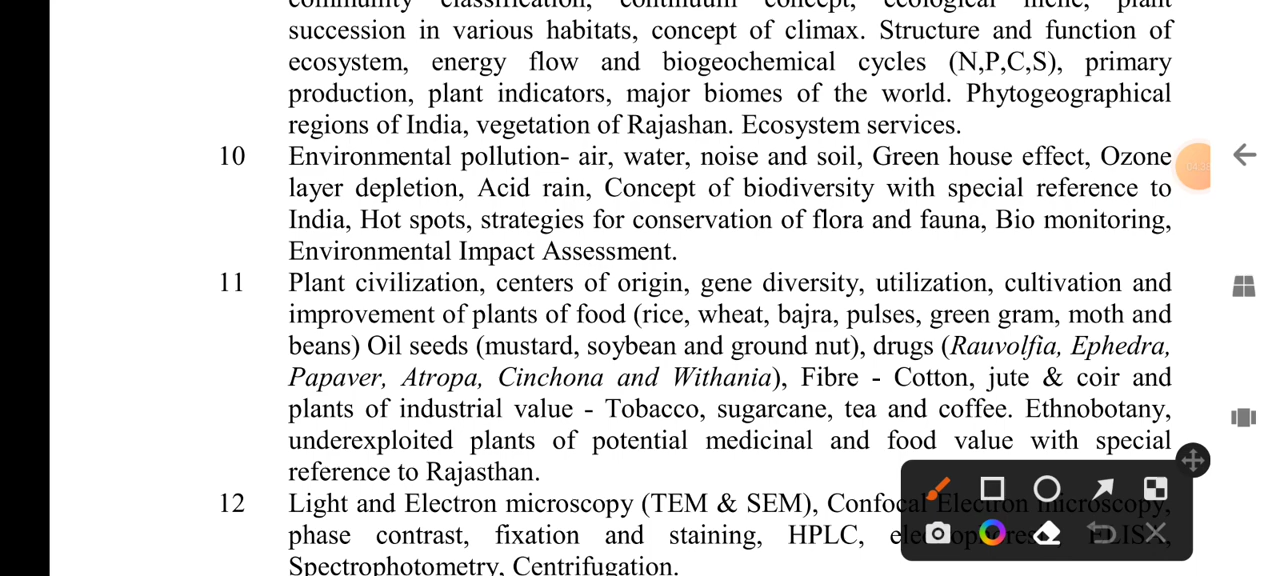 succession in various habitats, concept of climax. Structure and function of
ecosystem, energy flow and biogeochemical cycles (N,P,C,S), primary
production, plant indicators, major biomes of the world. Phytogeographical
regions of India, vegetation of Rajashan. Ecosystem services.
10 Environmental pollution- air, water, noise and soil, Green house effect, Ozone
layer depletion, Acid rain, Concept of biodiversity with special reference to
India, Hot spots, strategies for conservation of flora and fauna, Bio monitoring,
Environmental Impact Assessment.
11 Plant civilization, centers of origin, gene diversity, utilization, cultivation and
improvement of plants of food (rice, wheat, bajra, pulses, green gram, moth and
beans) Oil seeds (mustard, soybean and ground nut), drugs (Rauvolfia, Ephedra,
Papaver, Atropa, Cinchona and Withania), Fibre - Cotton, jute & coir and
plants of industrial value - Tobacco, sugarcane, tea and coffee. Ethnobotany,
underexploited plants of potential medicinal and food value with special
reference to Rajasthan.
12 Light and Electron microscopy (TEM & SEM), Confocal Electron microscopy,
phase contrast, fixation and staining, HPLC, ELISA,
Spectrophotometry, Centrifugation.